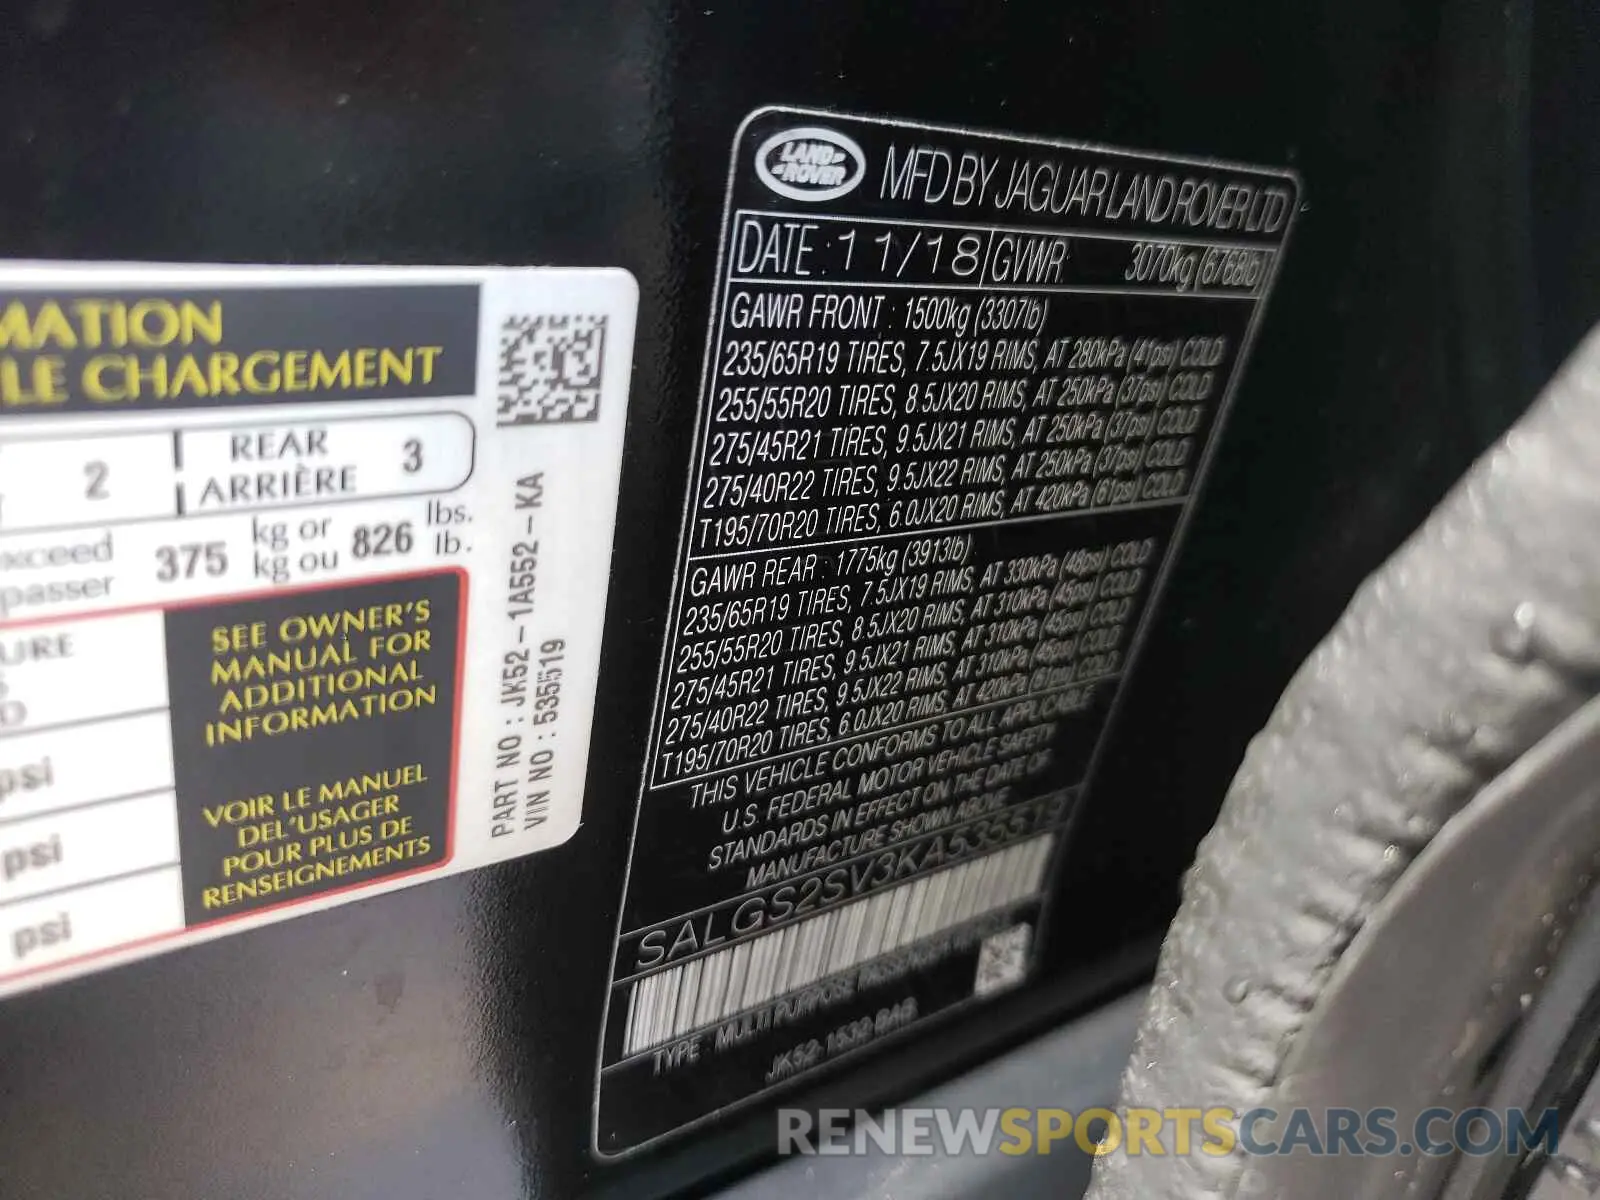 MATION
LE CHARGEMENT
2
REAR
ARRIÈRE
3
xceed
passer
375
kg or
kg ou
826
lbs.
lb.
URE
S
D
psi
psi
psi
SEE OWNER'S
MANUAL FOR
ADDITIONAL
INFORMATION
VOIR LE MANUEL
DEL'USAGER
POUR PLUS DE
RENSEIGNEMENTS
PART NO : JK52-1A552-KA
VIN NO : 535519
LAND
ROVER
MFD BY JAGUAR LAND ROVER LTD
DATE : 11/18 GVWR: 3070kg (6768lb)
GAWR FRONT : 1500kg (3307lb)
235/65R19 TIRES, 7.5JX19 RIMS, AT 280kPa (41psi) COLD
255/55R20 TIRES, 8.5JX20 RIMS, AT 250kPa (37psi) COLD
275/45R21 TIRES, 9.5JX21 RIMS, AT 250kPa (37psi) COLD
275/40R22 TIRES, 9.5JX22 RIMS, AT 250kPa (37psi) COLD
T195/70R20 TIRES, 6.0JX20 RIMS, AT 420kPa (61psi) COLD
GAWR REAR : 1775kg (3913lb)
235/65R19 TIRES, 7.5JX19 RIMS, AT 330kPa (48psi) COLD
255/55R20 TIRES, 8.5JX20 RIMS, AT 310kPa (45psi) COLD
275/45R21 TIRES, 9.5JX21 RIMS, AT 310kPa (45psi) COLD
275/40R22 TIRES, 9.5JX22 RIMS, AT 310kPa (45psi) COLD
T195/70R20 TIRES, 6.0JX20 RIMS, AT 420kPa (61psi) COLD
THIS VEHICLE CONFORMS TO ALL APPLICABLE
U.S. FEDERAL MOTOR VEHICLE SAFETY
STANDARDS IN EFFECT ON THE DATE OF
MANUFACTURE SHOWN ABOVE
SALGS2SV3KA535519
TYPE : MULTI PURPOSE PASSENGER VEHICLE
JK52-1532-BAG
RENEWSPORTSCARS.COM